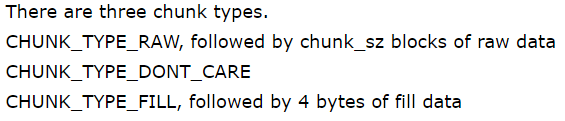 There are three chunk types.
CHUNK_TYPE_RAW, followed by chunk_sz blocks of raw data
CHUNK_TYPE_DONT_CARE
CHUNK_TYPE_FILL, followed by 4 bytes of fill data